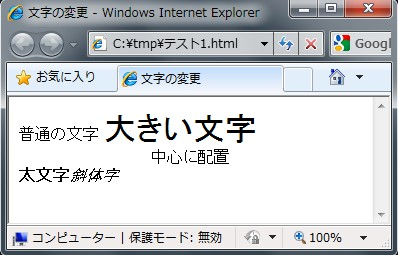 文字の変更 - Windows Internet Explorer
C:¥tmp¥テスト1.html
Goog
お気に入り
文字の変更
普通の文字 大きい文字
中心に配置
太文字斜体字
コンピューター | 保護モード: 無効
100%